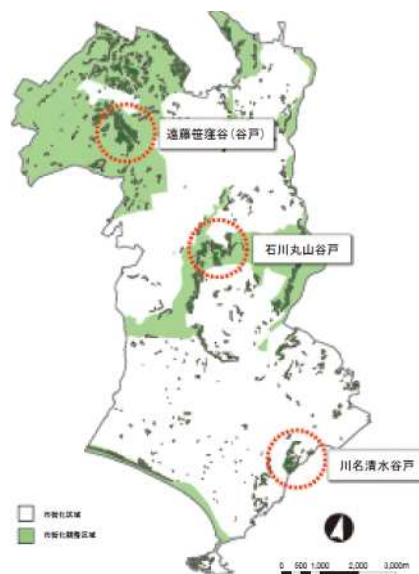 遠藤笹窪谷(谷戸)
石川丸山谷戸
川名清水谷戸
市街化区域
市街化調整区域
0 500 1,000 2,000 3,000m